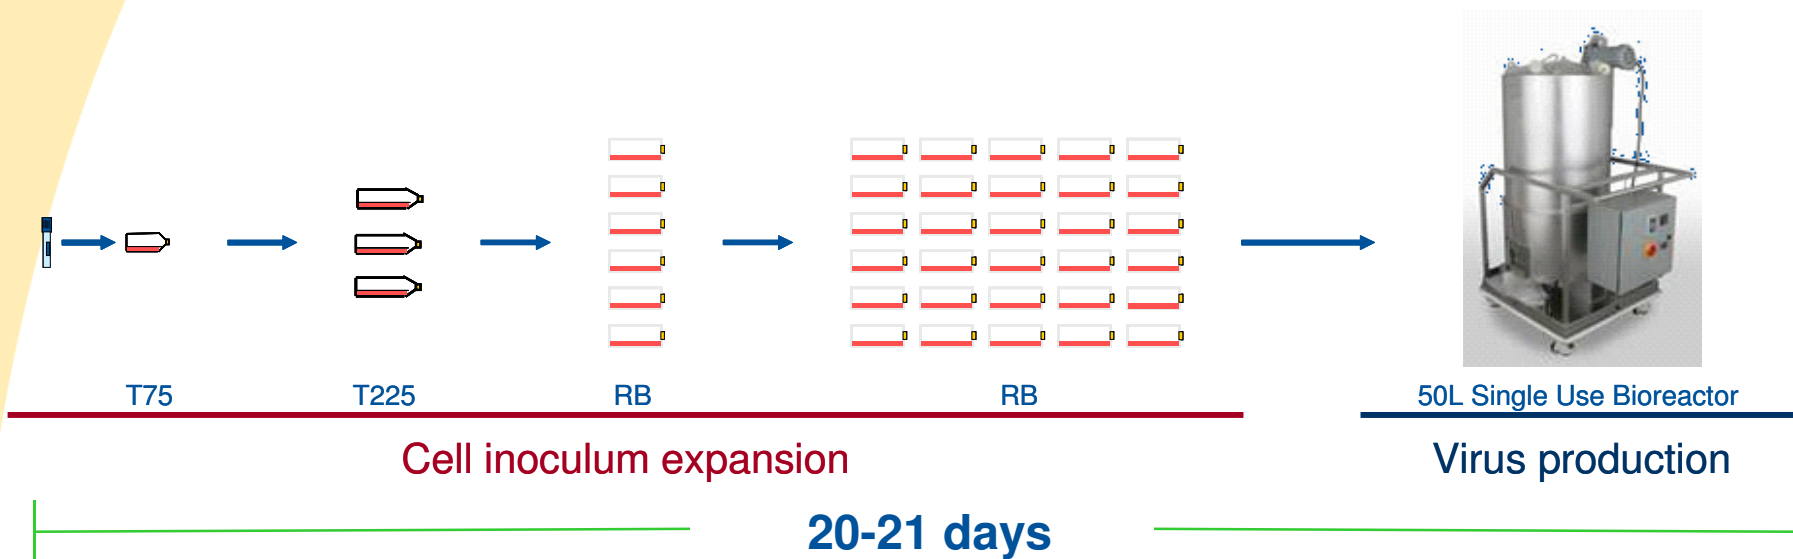 T75
T225
RB
RB
50L Single Use Bioreactor
Cell inoculum expansion
Virus production
20-21 days